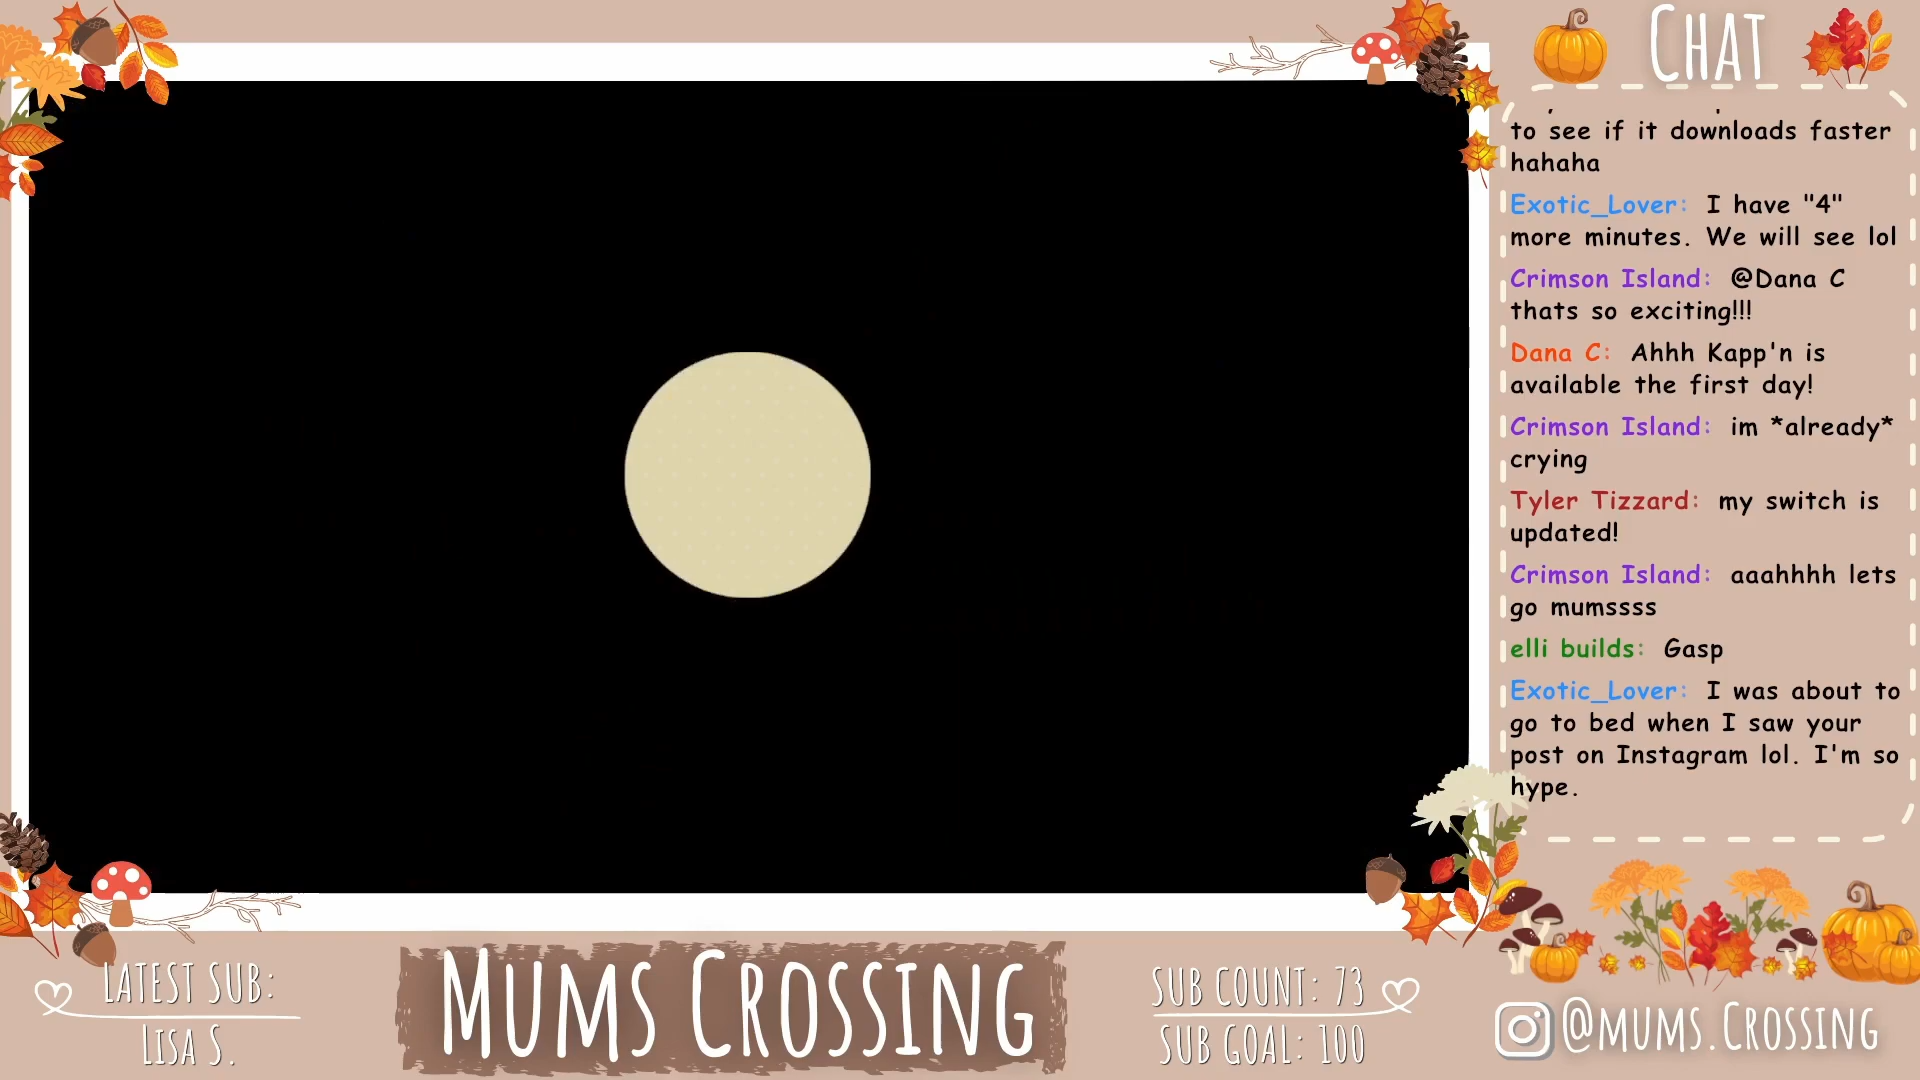 CHAT
to see if it downloads faster
hahaha
Exotic_Lover: I have "4"
more minutes. We will see lol
Crimson Island: @Dana C
thats so exciting!!!
Dana C: Ahhh Kapp'n is
available the first day!
Crimson Island: im *already*
crying
Tyler Tizzard: my switch is
updated!
Crimson Island: aaahhhh lets
go mumssss
elli builds: Gasp
Exotic_Lover: I was about to
go to bed when I saw your
post on Instagram lol. I'm so
hype.
LATEST SUB:
LISA S.
MUMS CROSSING
SUB COUNT: 73
SUB GOAL: 100
@MUMS.CROSSING